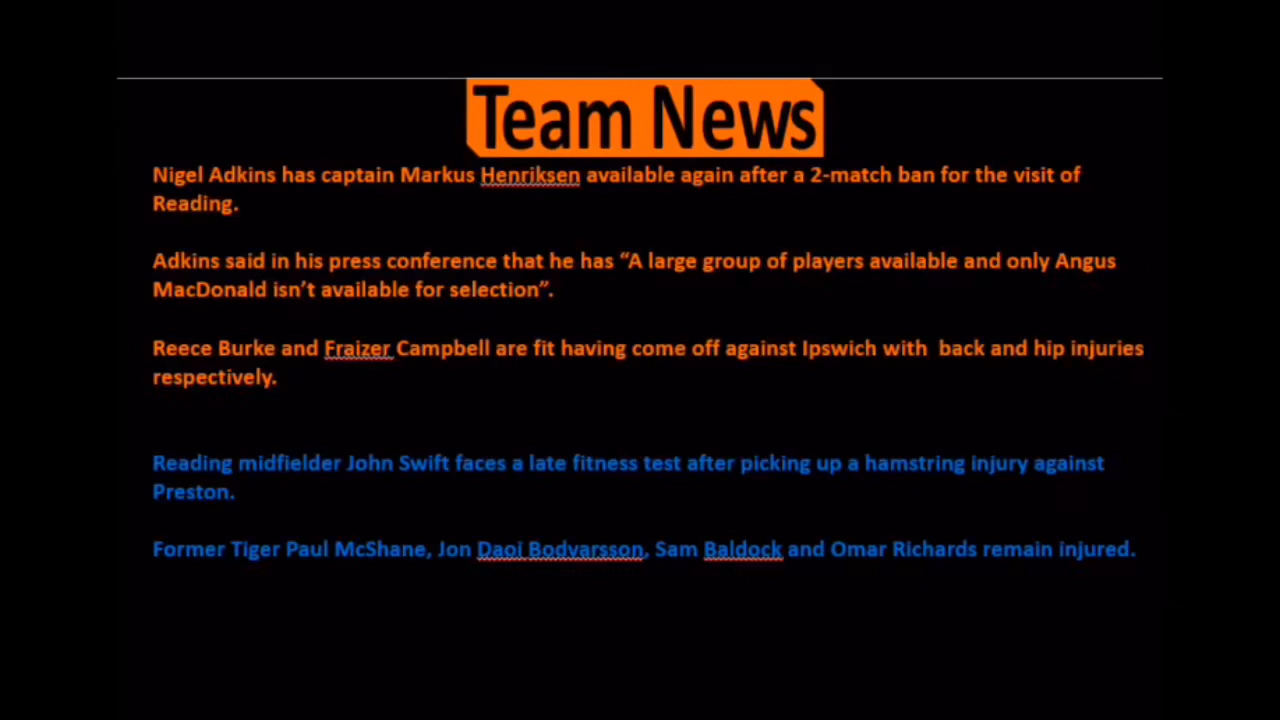 Team News
Nigel Adkins has captain Markus Henriksen available again after a 2-match ban for the visit of
Reading.
Adkins said in his press conference that he has “A large group of players available and only Angus
MacDonald isn’t available for selection”.
Reece Burke and Fraizer Campbell are fit having come off against Ipswich with  back and hip injuries
respectively.
Reading midfielder John Swift faces a late fitness test after picking up a hamstring injury against
Preston.
Former Tiger Paul McShane, Jon Daoi Bodvarsson, Sam Baldock and Omar Richards remain injured.